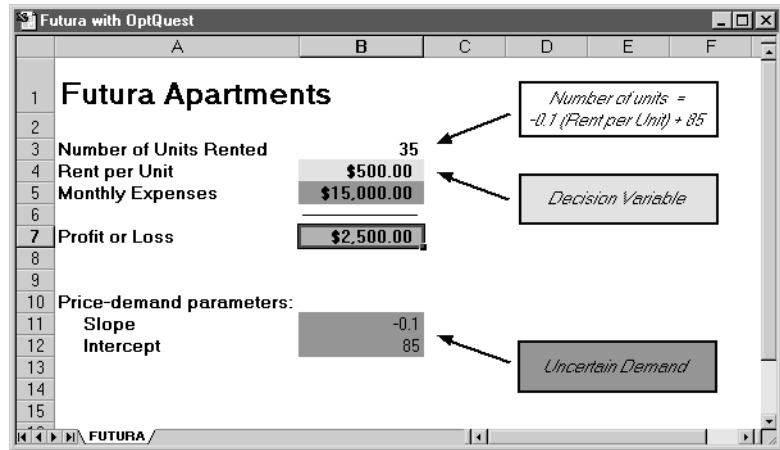 Futura with OptQuest
A B C D E F
1 Futura Apartments
Number of units =
-0.1 (Rent per Unit) + 85
2
3 Number of Units Rented 35
4 Rent per Unit $500.00
5 Monthly Expenses $15,000.00
Decision Variable
6
7 Profit or Loss $2,500.00
8
9
10 Price-demand parameters:
11 Slope -0.1
12 Intercept 85
Uncertain Demand
13
14
15
FUTURA